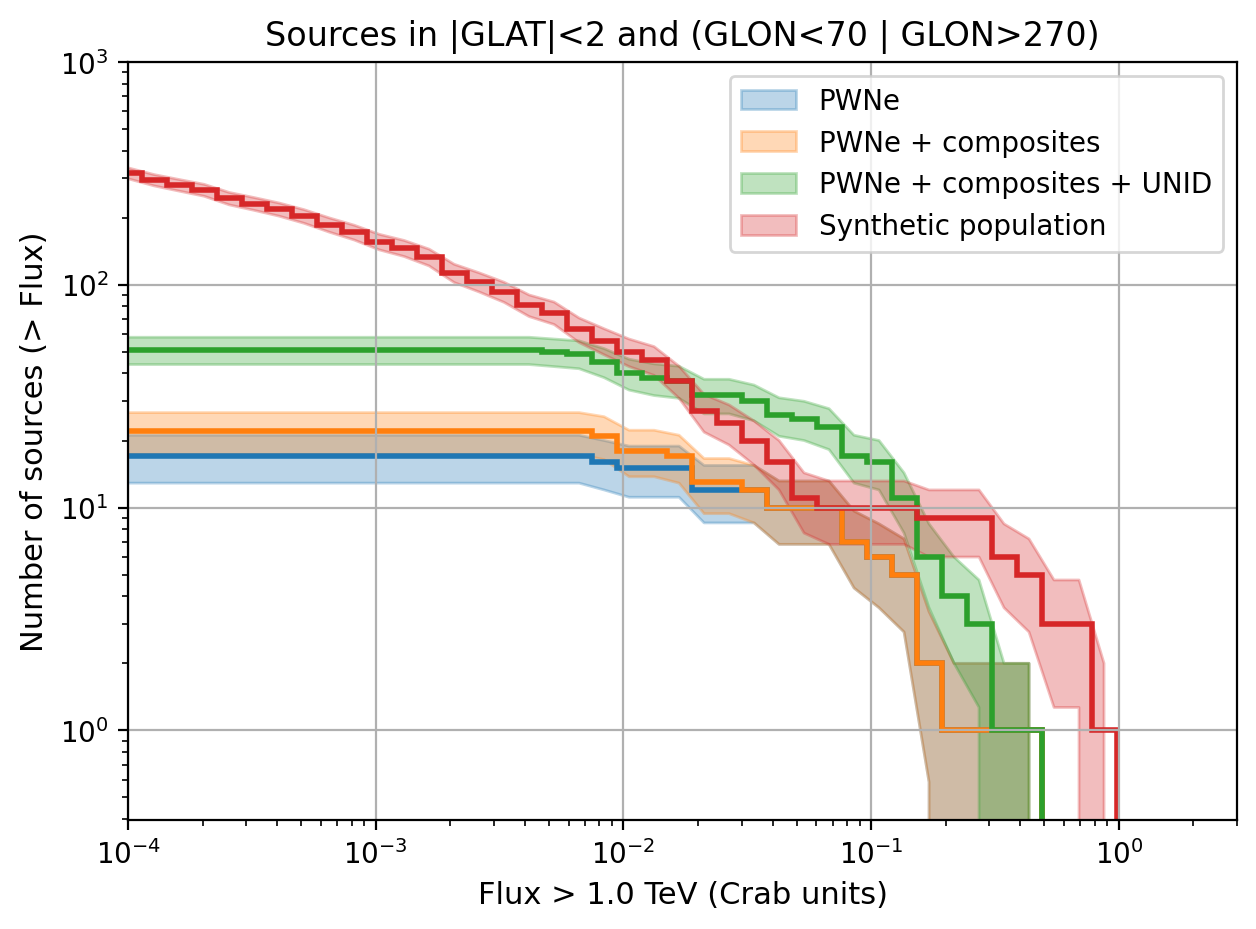 Sources in |GLAT|<2 and (GLON<70 | GLON>270)
10³
10²
10¹
10⁰
Number of sources (> Flux)
PWNe
PWNe + composites
PWNe + composites + UNID
Synthetic population
10⁻⁴ 10⁻³ 10⁻² 10⁻¹ 10⁰
Flux > 1.0 TeV (Crab units)